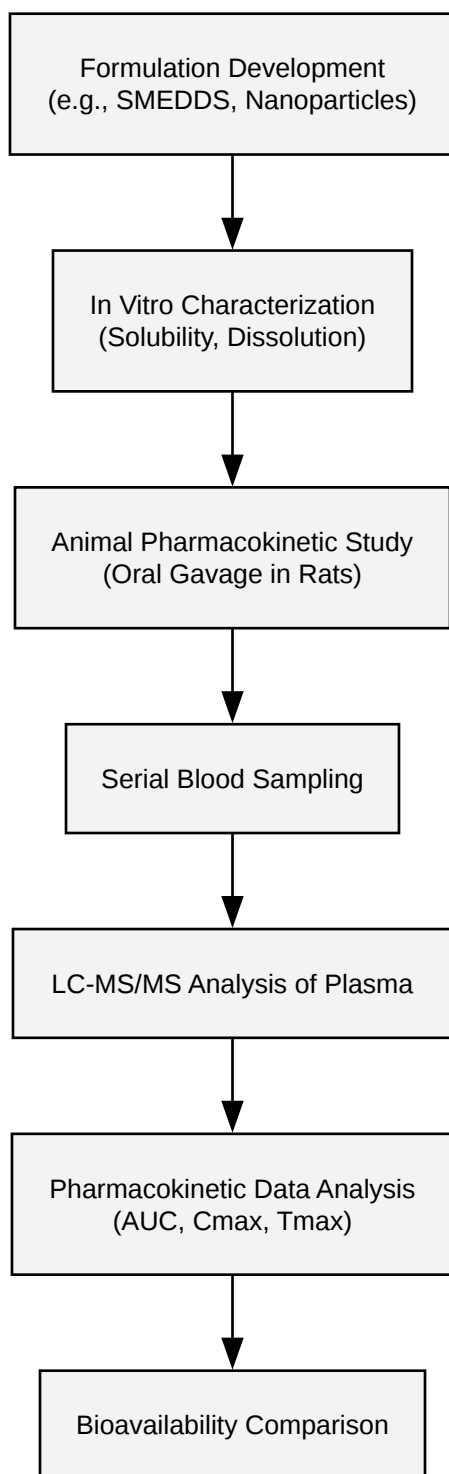 Formulation Development
(e.g., SMEDDS, Nanoparticles)
In Vitro Characterization
(Solubility, Dissolution)
Animal Pharmacokinetic Study
(Oral Gavage in Rats)
Serial Blood Sampling
LC-MS/MS Analysis of Plasma
Pharmacokinetic Data Analysis
(AUC, Cmax, Tmax)
Bioavailability Comparison